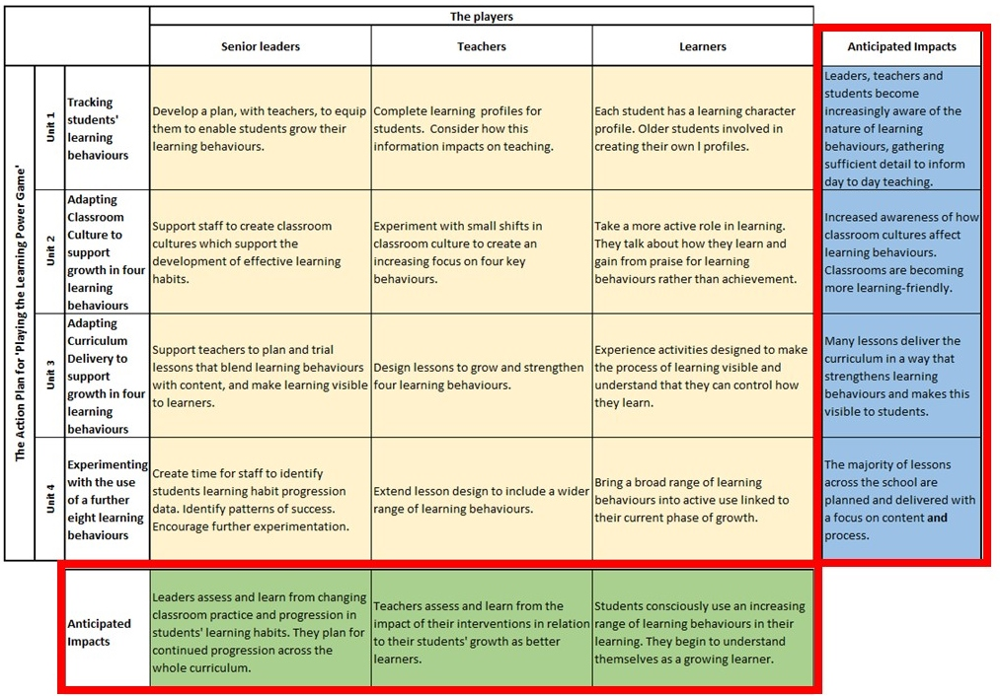 The players
Senior leaders
Teachers
Learners
Anticipated Impacts
The Action Plan for 'Playing the Learning Power Game'
Unit 1
Tracking
students'
learning
behaviours
Develop a plan, with teachers, to equip
them to enable students grow their
learning behaviours.
Complete learning profiles for
students. Consider how this
information impacts on teaching.
Each student has a learning character
profile. Older students involved in
creating their own l profiles.
Leaders, teachers and
students become
increasingly aware of the
nature of learning
behaviours, gathering
sufficient detail to inform
day to day teaching.
Unit 2
Adapting
Classroom
Culture to
support
growth in four
learning
behaviours
Support staff to create classroom
cultures which support the
development of effective learning
habits.
Experiment with small shifts in
classroom culture to create an
increasing focus on four key
behaviours.
Take a more active role in learning.
They talk about how they learn and
gain from praise for learning
behaviours rather than achievement.
Increased awareness of how
classroom cultures affect
learning behaviours.
Classrooms are becoming
more learning-friendly.
Unit 3
Adapting
Curriculum
Delivery to
support
growth in four
learning
behaviours
Support teachers to plan and trial
lessons that blend learning behaviours
with content, and make learning visible
to learners.
Design lessons to grow and strengthen
four learning behaviours.
Experience activities designed to make
the process of learning visible and
understand that they can control how
they learn.
Many lessons deliver the
curriculum in a way that
strengthens learning
behaviours and makes this
visible to students.
Unit 4
Experimenting
with the use
of a further
eight learning
behaviours
Create time for staff to identify
students learning habit progression
data. Identify patterns of success.
Encourage further experimentation.
Extend lesson design to include a wider
range of learning behaviours.
Bring a broad range of learning
behaviours into active use linked to
their current phase of growth.
The majority of lessons
across the school are
planned and delivered with
a focus on content and
process.
Anticipated
Impacts
Leaders assess and learn from changing
classroom practice and progression in
students' learning habits. They plan for
continued progression across the
whole curriculum.
Teachers assess and learn from the
impact of their interventions in relation
to their students' growth as better
learners.
Students consciously use an increasing
range of learning behaviours in their
learning. They begin to understand
themselves as a growing learner.